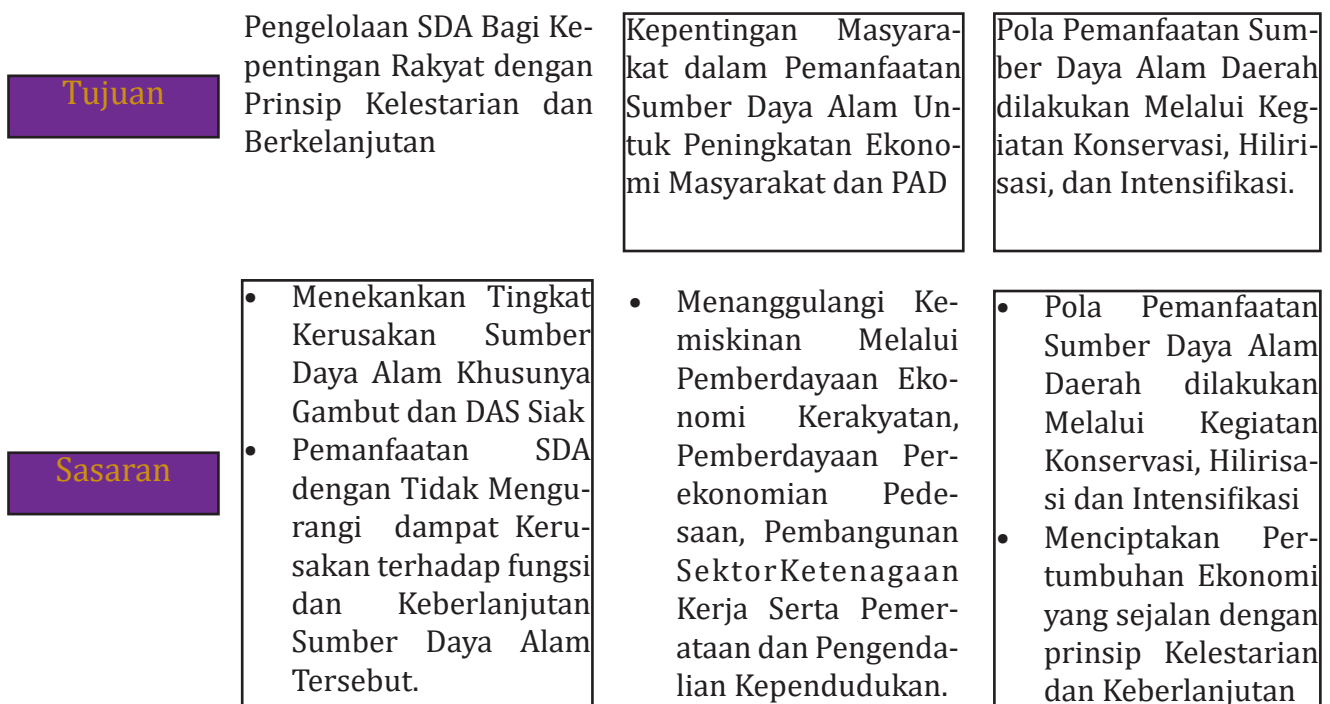 Tujuan
Pengelolaan SDA Bagi Ke-
pentingan Rakyat dengan
Prinsip Kelestarian dan
Berkelanjutan
Kepentingan Masyara-
kat dalam Pemanfaatan
Sumber Daya Alam Un-
tuk Peningkatan Ekono-
mi Masyarakat dan PAD
Pola Pemanfaatan Sum-
ber Daya Alam Daerah
dilakukan Melalui Keg-
iatan Konservasi, Hiliri-
sasi, dan Intensifikasi.
Sasaran
• Menekankan Tingkat
Kerusakan Sumber
Daya Alam Khusunya
Gambut dan DAS Siak
• Pemanfaatan SDA
dengan Tidak Mengu-
rangi dampat Keru-
sakan terhadap fungsi
dan Keberlanjutan
Sumber Daya Alam
Tersebut.
• Menanggulangi Ke-
miskinan Melalui
Pemberdayaan Eko-
nomi Kerakyatan,
Pemberdayaan Per-
ekonomian Pede-
saan, Pembangunan
Sektor Ketenagaan
Kerja Serta Pemer-
ataan dan Pengenda-
lian Kependudukan.
• Pola Pemanfaatan
Sumber Daya Alam
Daerah dilakukan
Melalui Kegiatan
Konservasi, Hilirisa-
si dan Intensifikasi
• Menciptakan Per-
tumbuhan Ekonomi
yang sejalan dengan
prinsip Kelestarian
dan Keberlanjutan